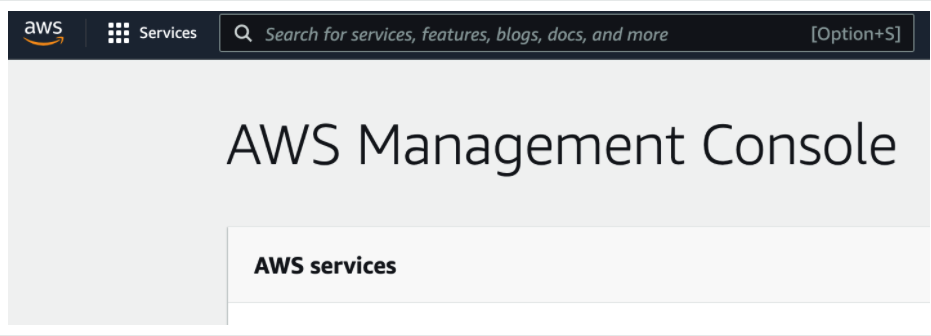 aws
Services
Search for services, features, blogs, docs, and more [Option+S]
AWS Management Console
AWS services